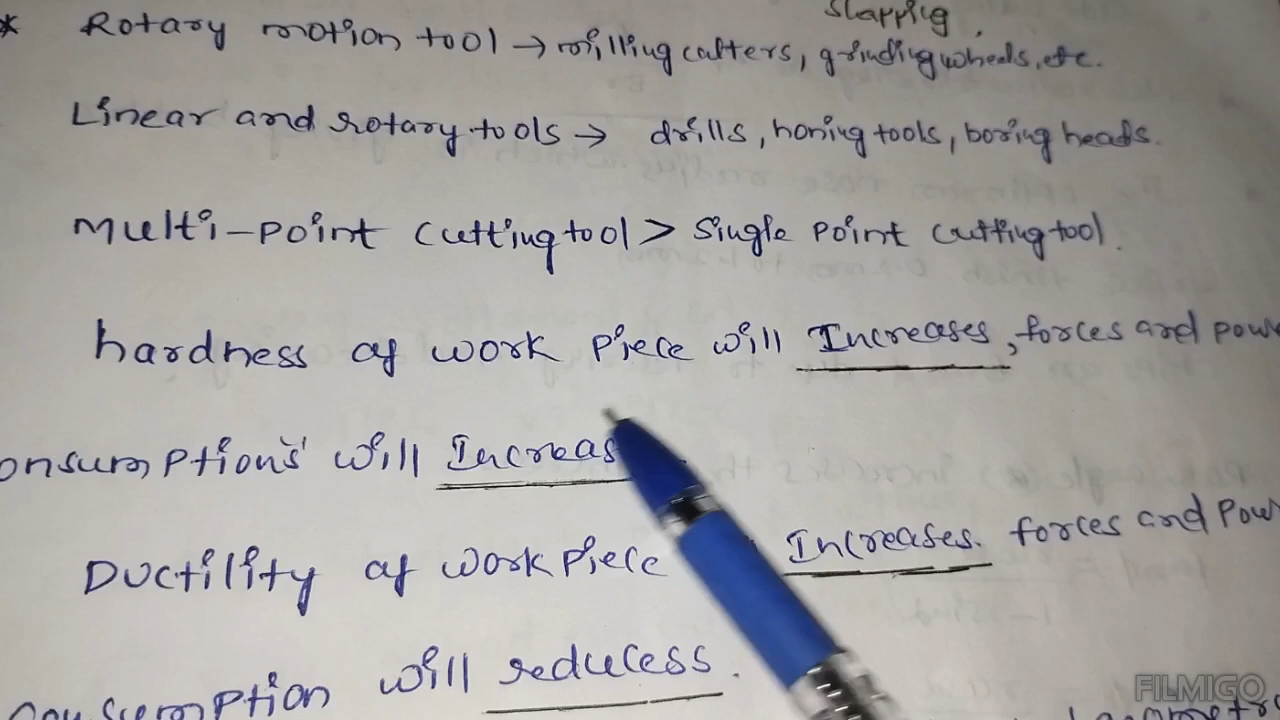 slapping
* Rotary motion tool → milling cutters, grinding wheels, etc.
Linear and rotary tools → drills, honing tools, boring heads.
Multi-point cutting tool > single point cutting tool.
hardness of work piece will Increases, forces and pow
onsumptions will Increas
Ductility of workpiece Increases. forces and Pow
onsumption will reducess.
FILMIGO